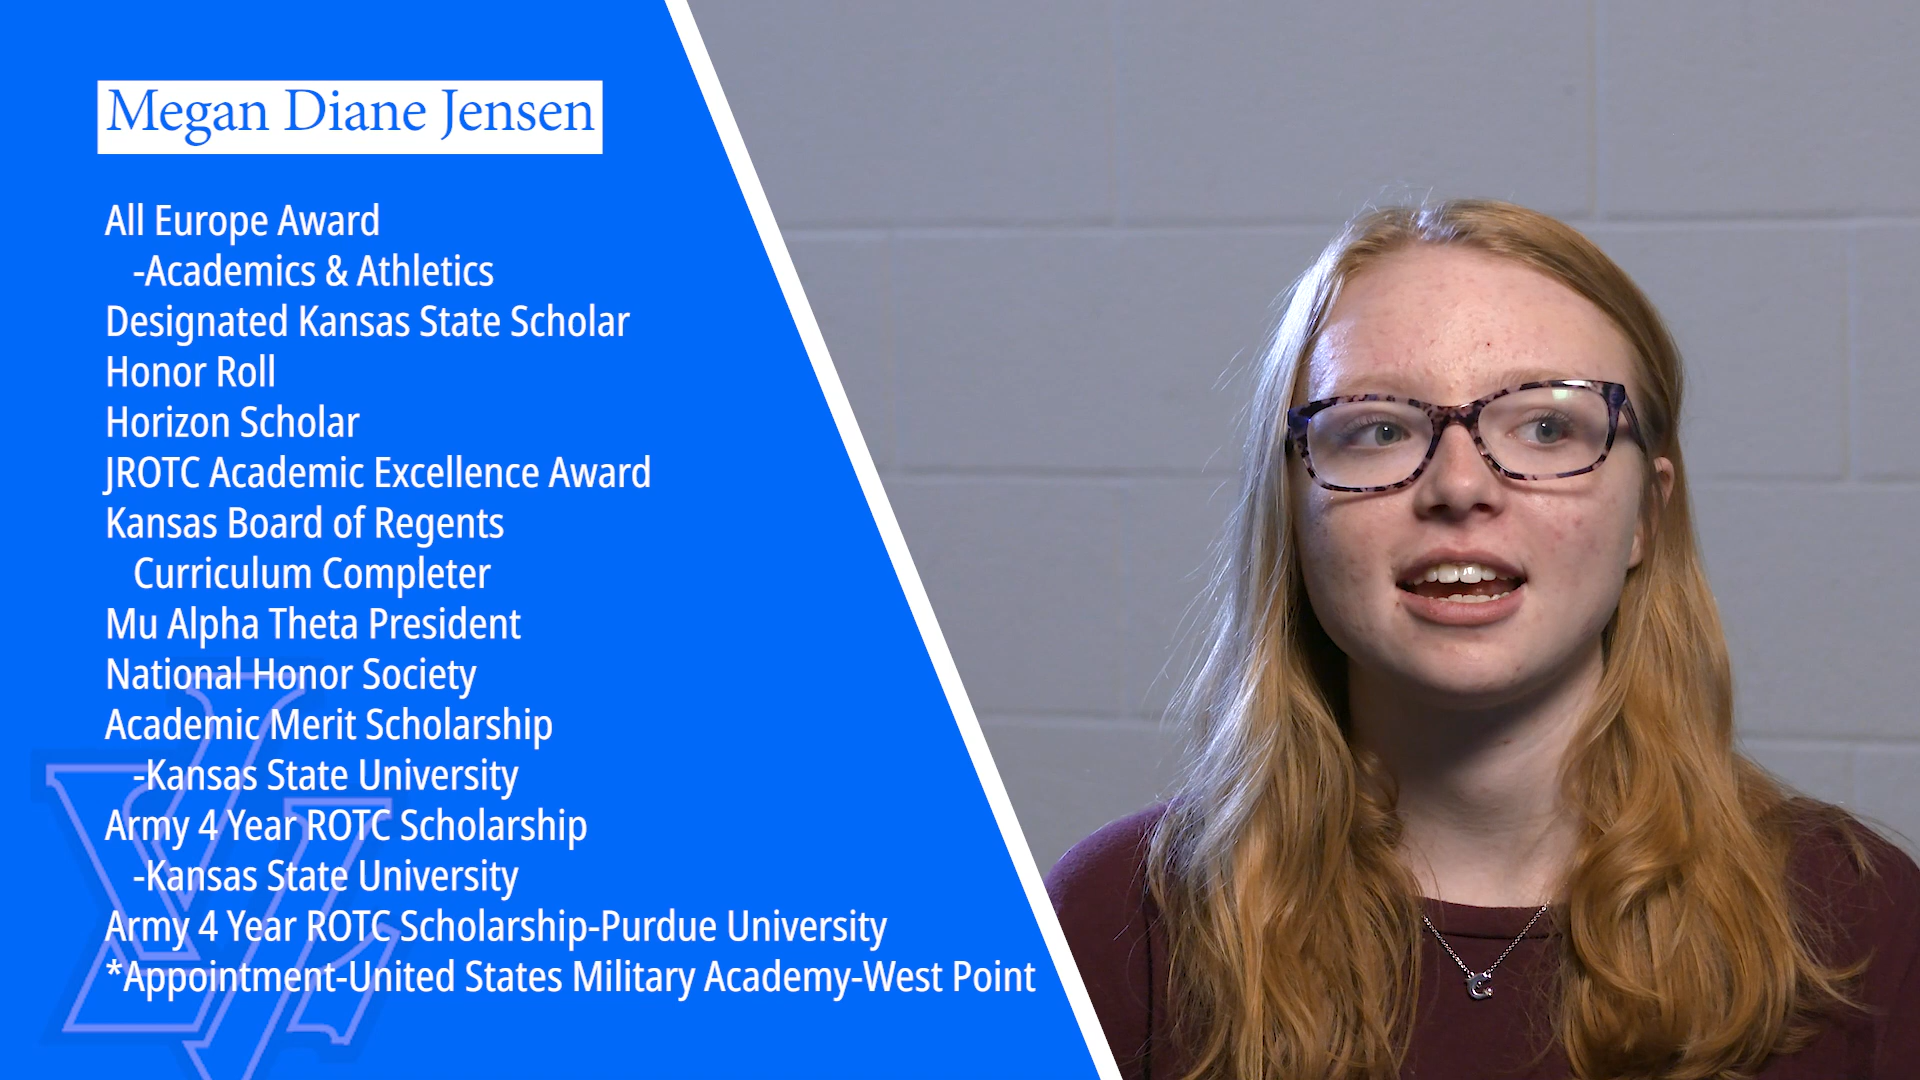 Megan Diane Jensen
All Europe Award
-Academics & Athletics
Designated Kansas State Scholar
Honor Roll
Horizon Scholar
JROTC Academic Excellence Award
Kansas Board of Regents
Curriculum Completer
Mu Alpha Theta President
National Honor Society
Academic Merit Scholarship
-Kansas State University
Army 4 Year ROTC Scholarship
-Kansas State University
Army 4 Year ROTC Scholarship-Purdue University
*Appointment-United States Military Academy-West Point